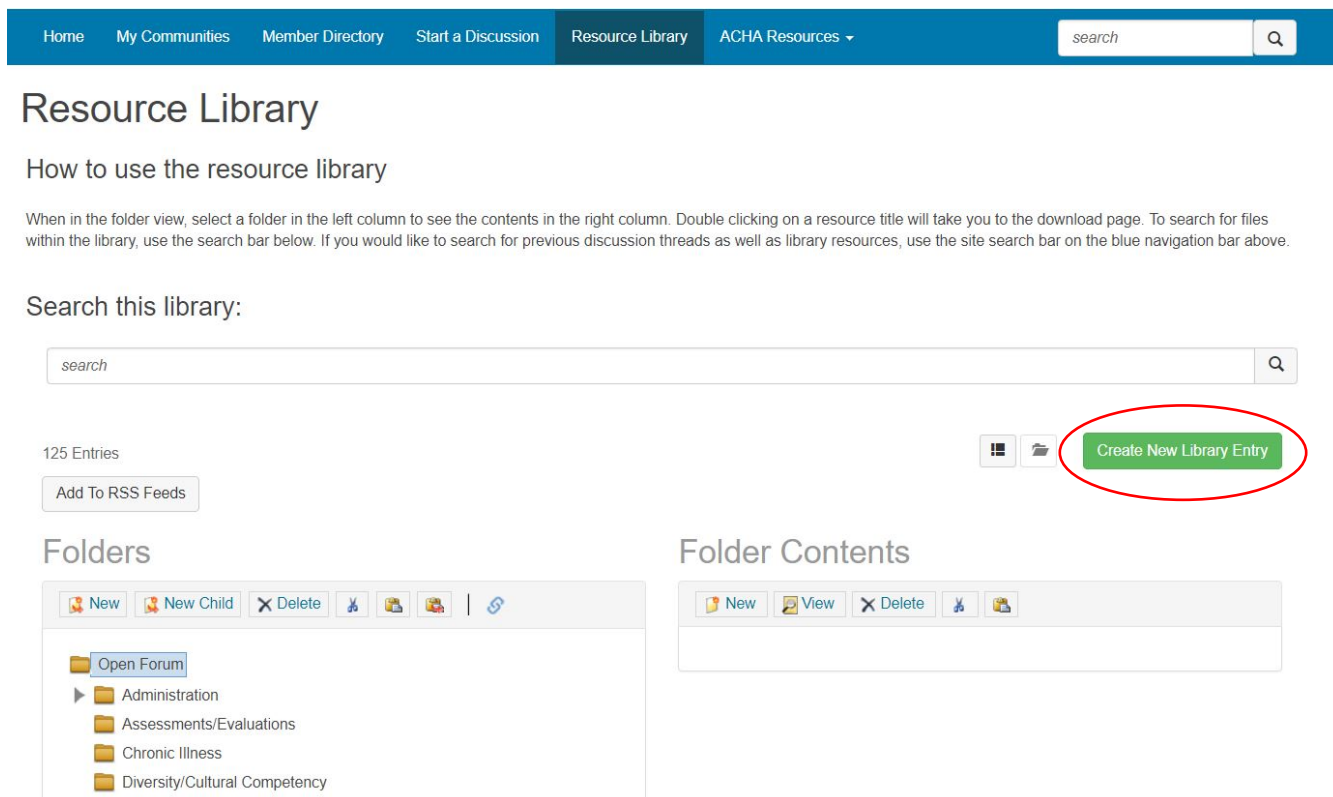 Home My Communities Member Directory Start a Discussion Resource Library ACHA Resources search
Resource Library
How to use the resource library
When in the folder view, select a folder in the left column to see the contents in the right column. Double clicking on a resource title will take you to the download page. To search for files
within the library, use the search bar below. If you would like to search for previous discussion threads as well as library resources, use the site search bar on the blue navigation bar above.
Search this library:
search
125 Entries
Create New Library Entry
Add To RSS Feeds
Folders
New New Child Delete
Open Forum
Administration
Assessments/Evaluations
Chronic Illness
Diversity/Cultural Competency
Folder Contents
New View Delete